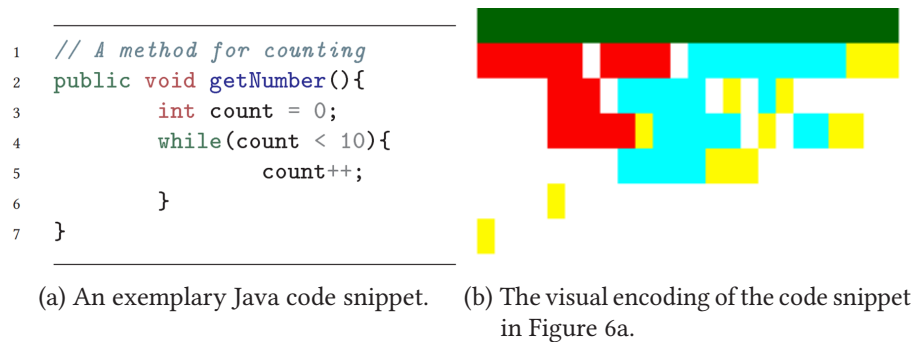 1 // A method for counting
2 public void getNumber(){
3 int count = 0;
4 while(count < 10){
5 count++;
6 }
7 }
(a) An exemplary Java code snippet.
(b) The visual encoding of the code snippet
in Figure 6a.